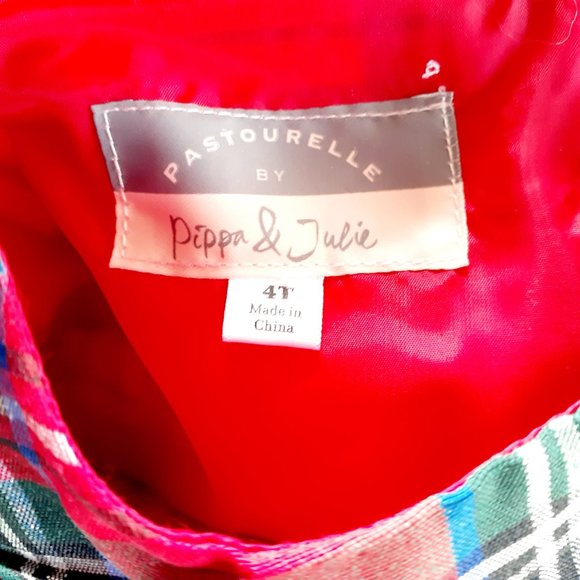 PASTOURELLE
BY
Pippa & Julie
4T
Made in
China